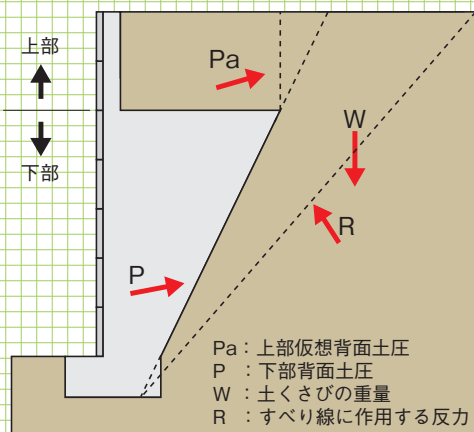 上部
下部
Pa
W
R
P
Pa：上部仮想背面土圧
P ：下部背面土圧
W ：土くさびの重量
R ：すべり線に作用する反力